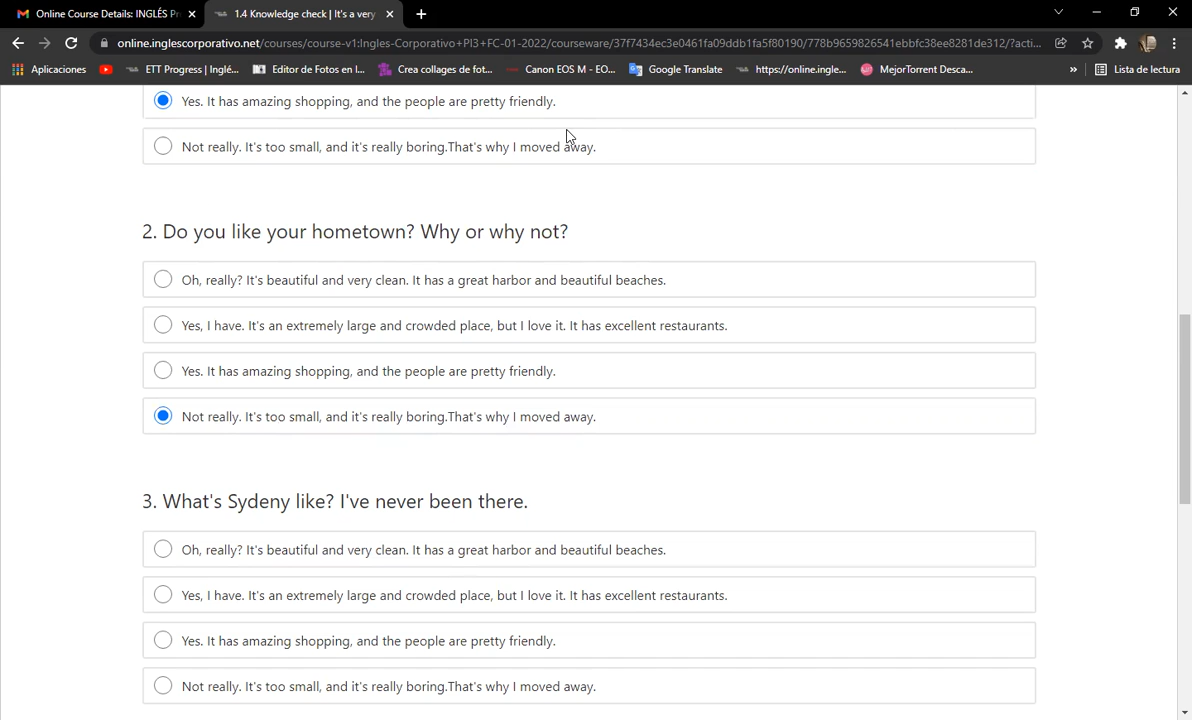 Online Course Details: INGLÉS Pr
1.4 Knowledge check | It's a very
online.inglescorporativo.net/courses/course-v1:Ingles-Corporativo+PI3+FC-01-2022/courseware/37f7434ec3e0461fa09ddb1fa5f80190/778b9659826541ebbfc38ee8281de312/?acti...
Aplicaciones
ETT Progress | Inglé...
Editor de Fotos en l...
Crea collages de fot...
Canon EOS M - EO...
Google Translate
https://online.ingle...
MejorTorrent Desca...
»
Lista de lectura
Yes. It has amazing shopping, and the people are pretty friendly.
Not really. It's too small, and it's really boring.That's why I moved away.
2. Do you like your hometown? Why or why not?
Oh, really? It's beautiful and very clean. It has a great harbor and beautiful beaches.
Yes, I have. It's an extremely large and crowded place, but I love it. It has excellent restaurants.
Yes. It has amazing shopping, and the people are pretty friendly.
Not really. It's too small, and it's really boring.That's why I moved away.
3. What's Sydeny like? I've never been there.
Oh, really? It's beautiful and very clean. It has a great harbor and beautiful beaches.
Yes, I have. It's an extremely large and crowded place, but I love it. It has excellent restaurants.
Yes. It has amazing shopping, and the people are pretty friendly.
Not really. It's too small, and it's really boring.That's why I moved away.